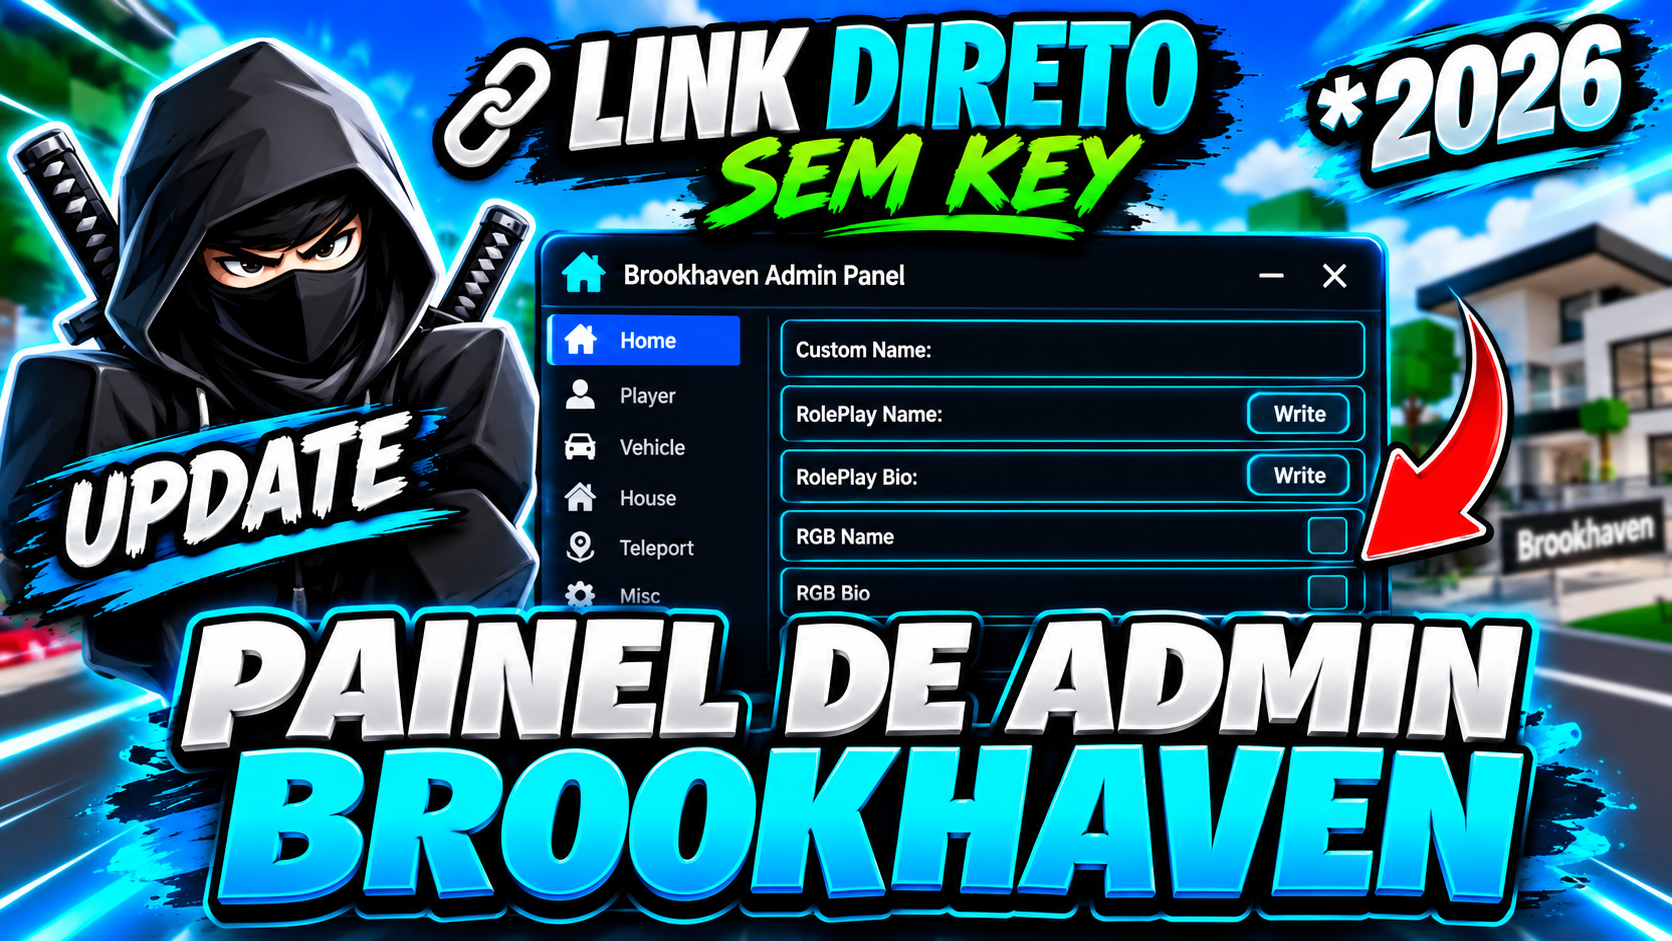 LINK DIRETO
SEM KEY
*2026
Brookhaven Admin Panel
Home
Player
Vehicle
House
Teleport
Misc
Custom Name:
RolePlay Name:
Write
RolePlay Bio:
Write
RGB Name
RGB Bio
Brookhaven
UPDATE
PAINEL DE ADMIN
BROOKHAVEN